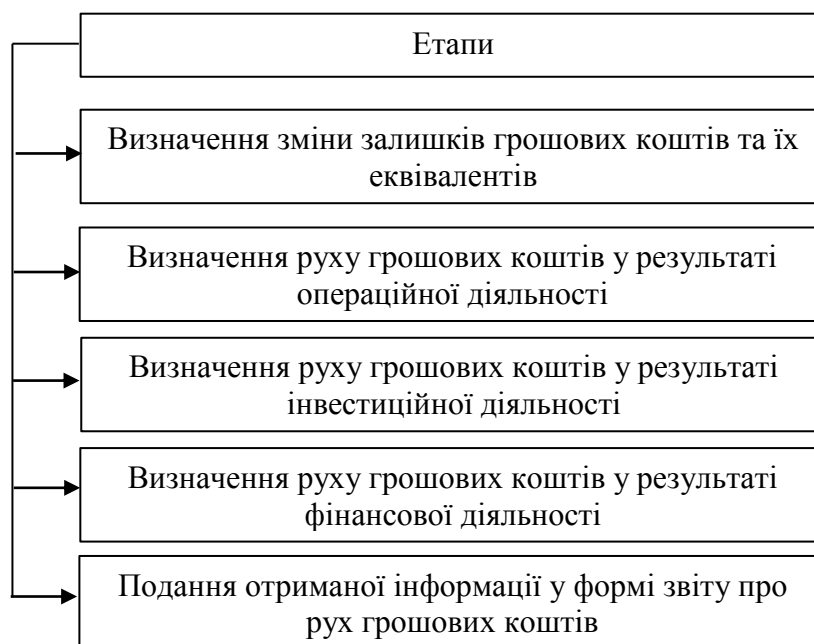 Етапи
Визначення зміни залишків грошових коштів та їх
еквівалентів
Визначення руху грошових коштів у результаті
операційної діяльності
Визначення руху грошових коштів у результаті
інвестиційної діяльності
Визначення руху грошових коштів у результаті
фінансової діяльності
Подання отриманої інформації у формі звіту про
рух грошових коштів